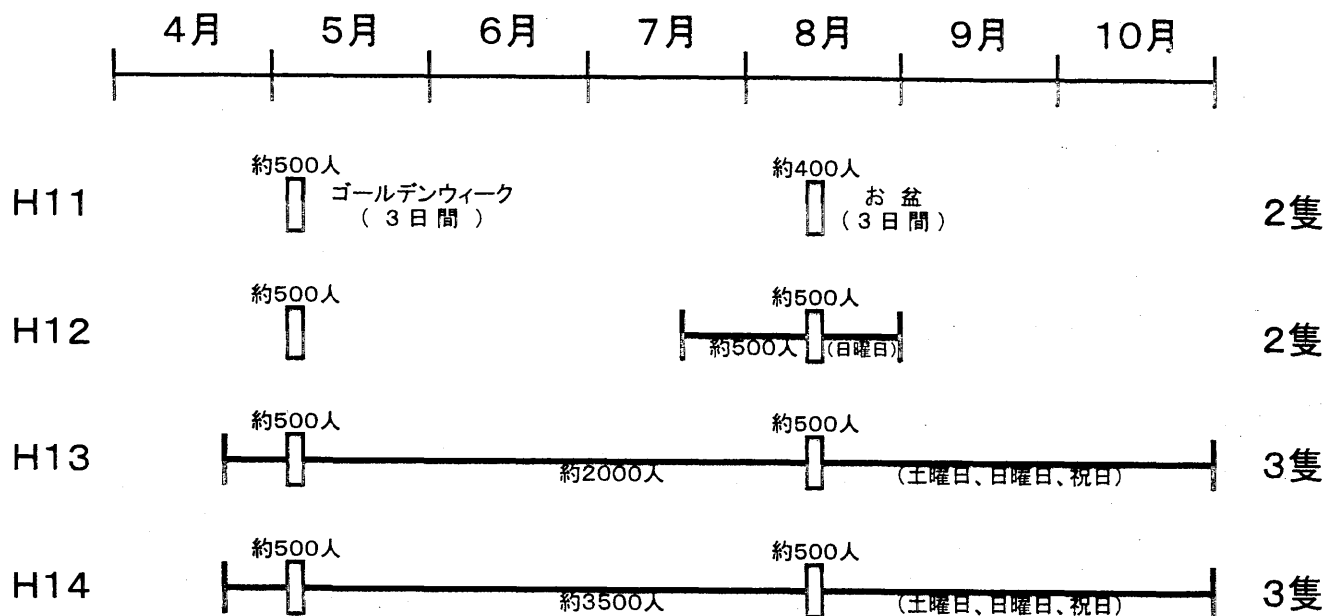 4月 5月 6月 7月 8月 9月 10月
約500人 約400人
H11 ゴールデンウィーク お盆 2隻
(3日間) (3日間)
約500人 約500人
H12 2隻
約500人 (日曜日)
約500人 約500人
H13 3隻
約2000人 (土曜日、日曜日、祝日)
約500人 約500人
H14 3隻
約3500人 (土曜日、日曜日、祝日)